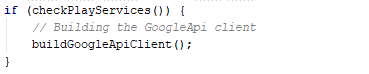 if (checkPlayServices()) {
// Building the GoogleApi client
buildGoogleApiClient();
}